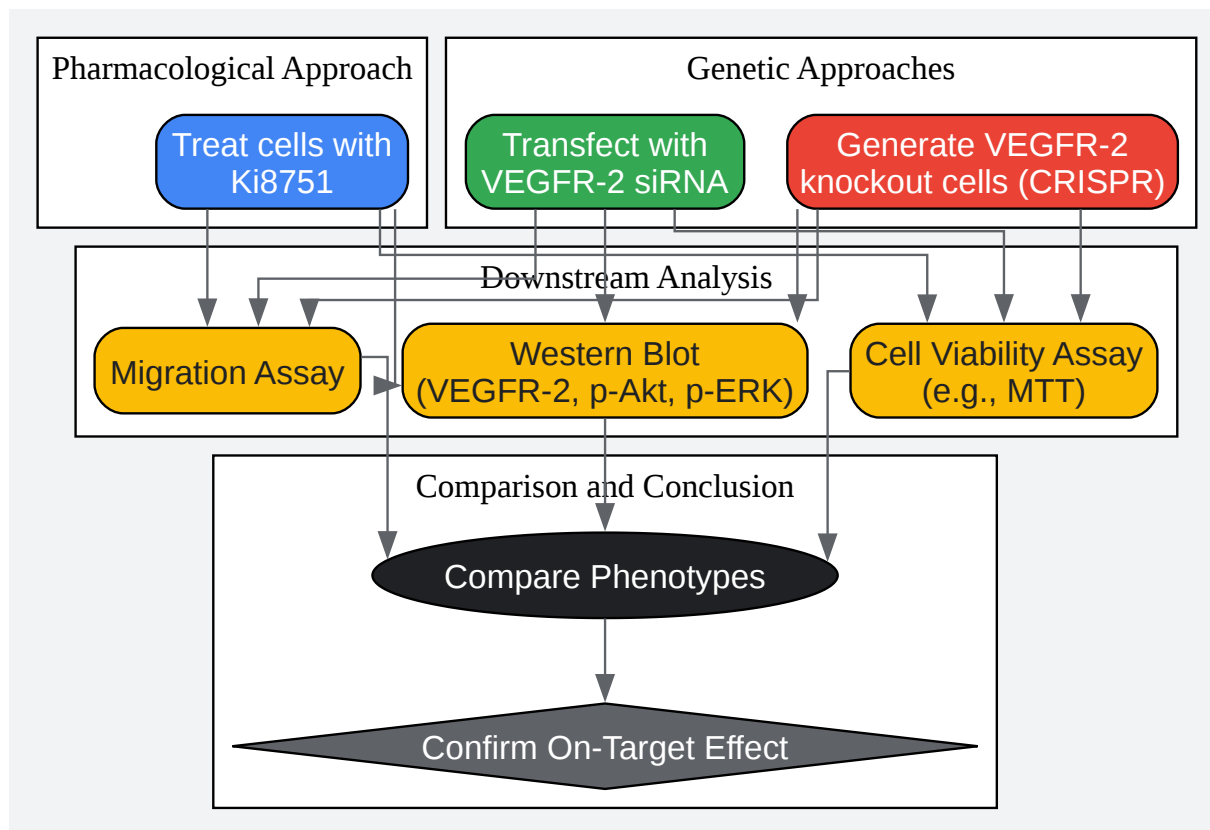 Pharmacological Approach
Genetic Approaches
Treat cells with
Ki8751
Transfect with
VEGFR-2 siRNA
Generate VEGFR-2
knockout cells (CRISPR)
Downstream Analysis
Migration Assay
Western Blot
(VEGFR-2, p-Akt, p-ERK)
Cell Viability Assay
(e.g., MTT)
Comparison and Conclusion
Compare Phenotypes
Confirm On-Target Effect